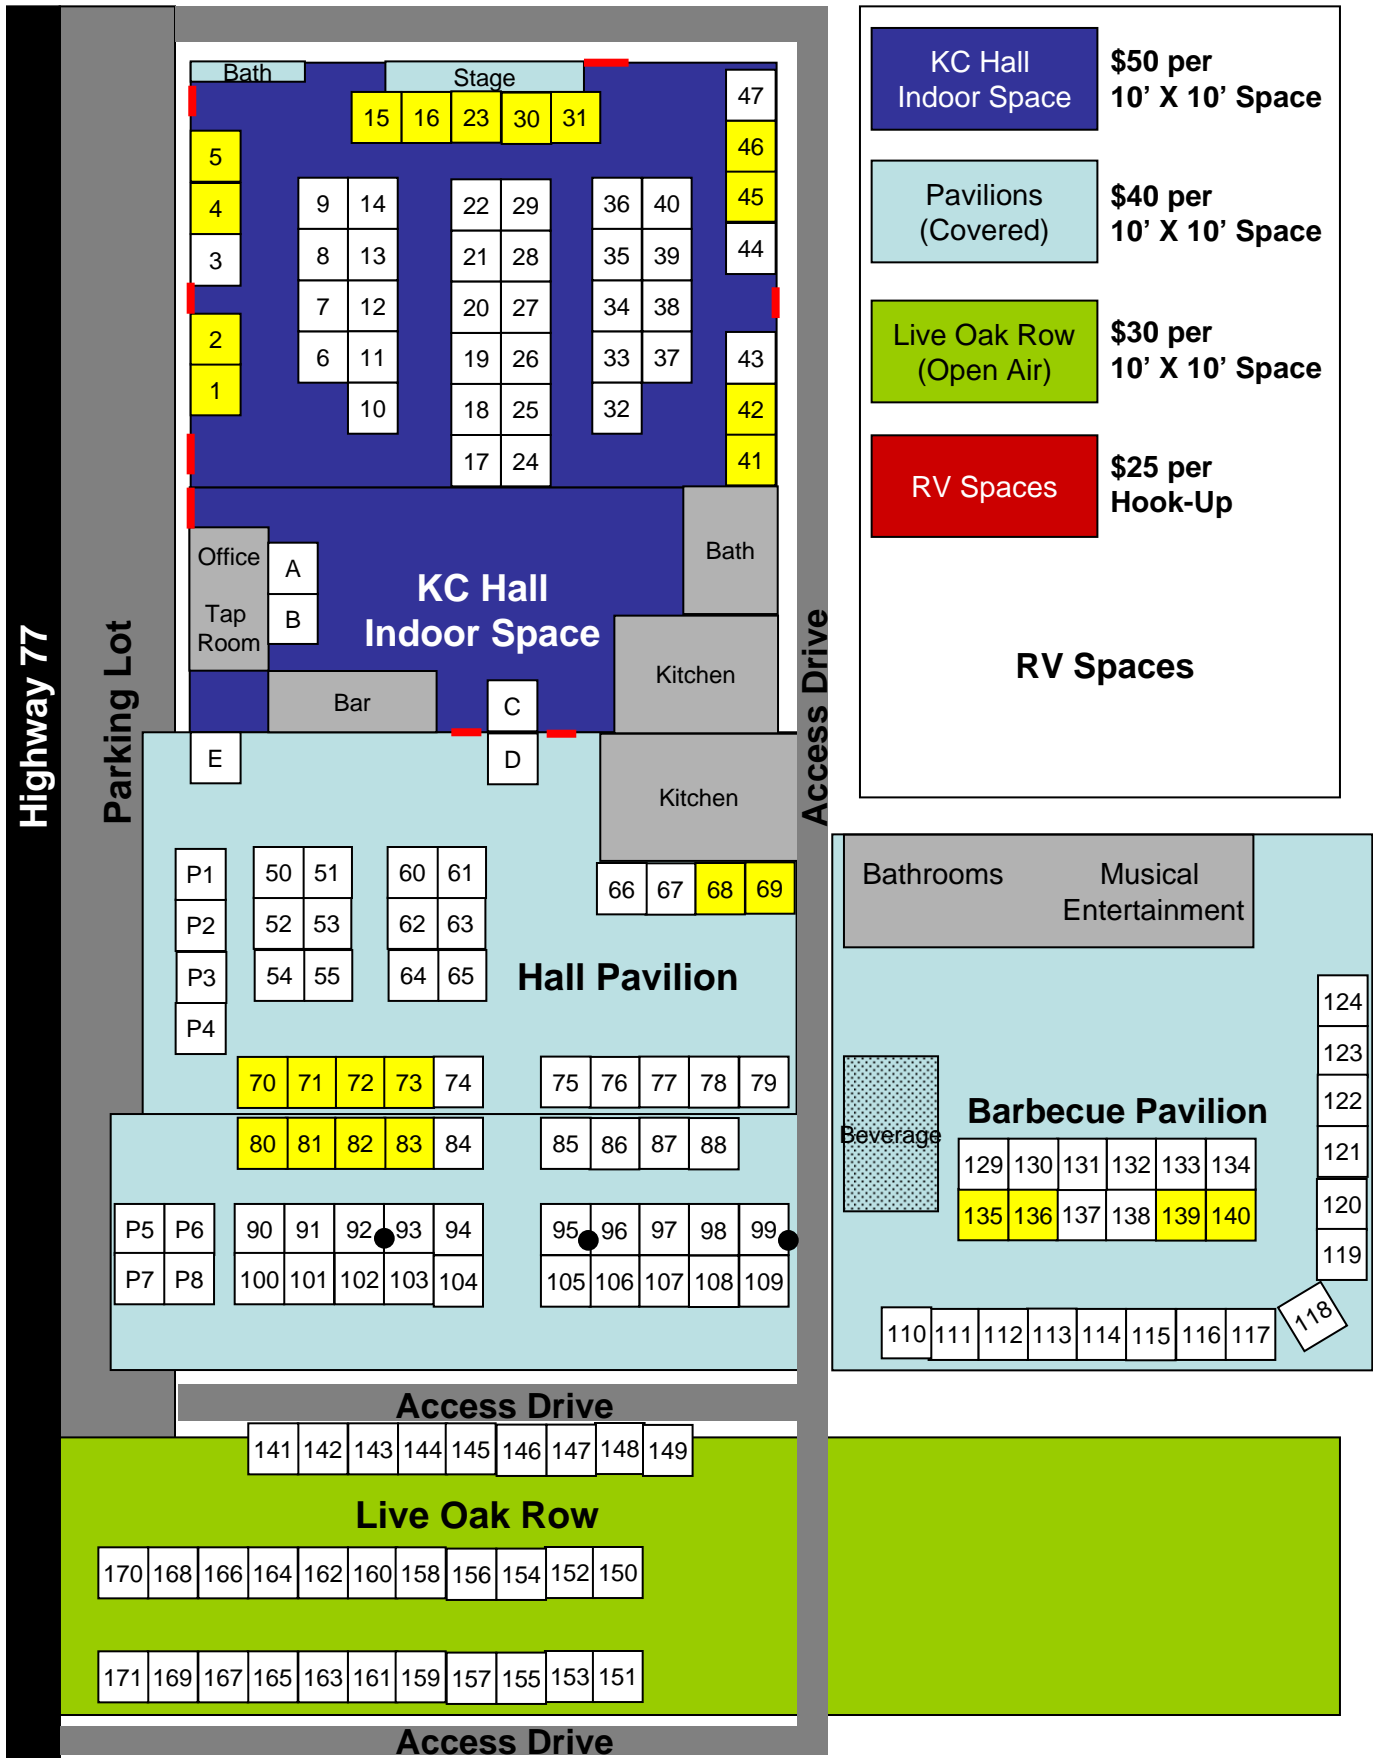 Bath
Stage
15 16 23 30 31
47
46
45
44
5
4
3
2
1
9 14
8 13
7 12
6 11
10
22 29
21 28
20 27
19 26
18 25
17 24
36 40
35 39
34 38
33 37
32
43
42
41
Office
Tap
Room
A
B
KC Hall
Indoor Space
Bath
Kitchen
Bar
C
D
E
Kitchen
Highway 77
Parking Lot
Access Drive
KC Hall
Indoor Space
$50 per
10’ X 10’ Space
Pavilions
(Covered)
$40 per
10’ X 10’ Space
Live Oak Row
(Open Air)
$30 per
10’ X 10’ Space
RV Spaces
$25 per
Hook-Up
RV Spaces
P1
P2
P3
P4
50 51
52 53
54 55
60 61
62 63
64 65
66 67 68 69
Hall Pavilion
70 71 72 73 74
75 76 77 78 79
80 81 82 83 84
85 86 87 88
P5 P6
P7 P8
90 91 92 93 94
100 101 102 103 104
95 96 97 98 99
105 106 107 108 109
Bathrooms
Musical
Entertainment
124
123
122
121
120
119
118
Beverage
Barbecue Pavilion
129 130 131 132 133 134
135 136 137 138 139 140
110 111 112 113 114 115 116 117
Access Drive
141 142 143 144 145 146 147 148 149
Live Oak Row
170 168 166 164 162 160 158 156 154 152 150
171 169 167 165 163 161 159 157 155 153 151
Access Drive